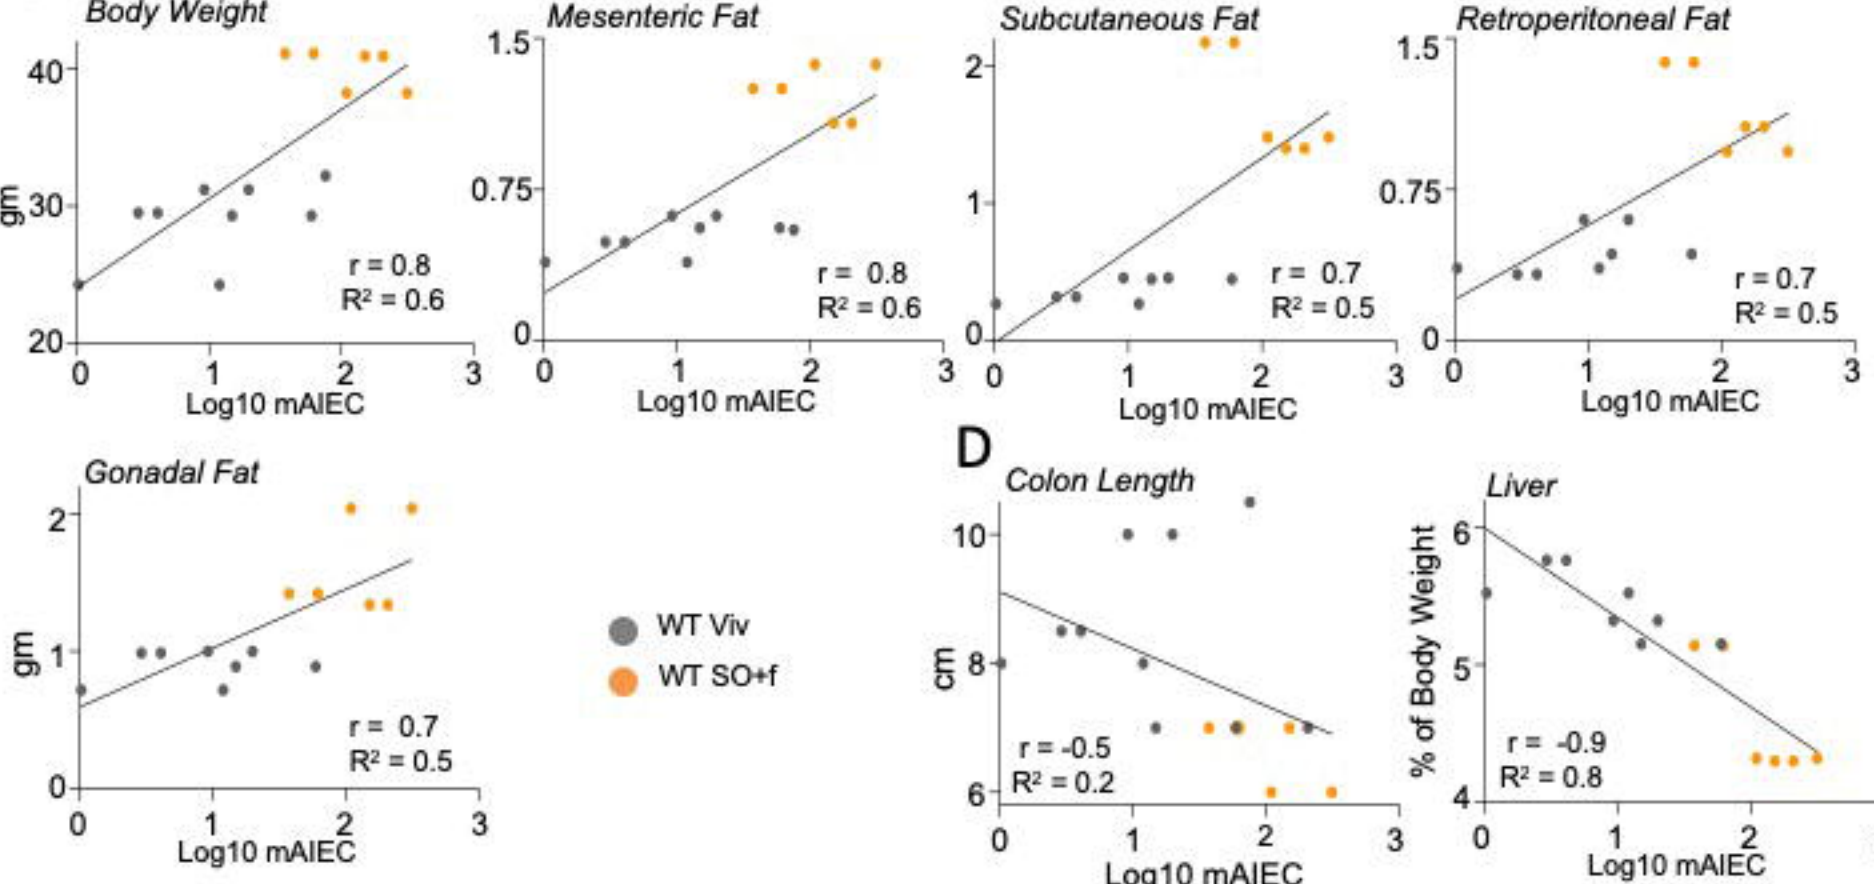 Body Weight
40
30
20
gm
0 1 2 3
Log10 mAIEC
r = 0.8
R² = 0.6
Mesenteric Fat
1.5
0.75
0
0 1 2 3
Log10 mAIEC
r = 0.8
R² = 0.6
Subcutaneous Fat
2
1
0
0 1 2 3
Log10 mAIEC
r = 0.7
R² = 0.5
Retroperitoneal Fat
1.5
0.75
0
0 1 2 3
Log10 mAIEC
r = 0.7
R² = 0.5
Gonadal Fat
2
1
0
gm
0 1 2 3
Log10 mAIEC
r = 0.7
R² = 0.5
WT Viv
WT SO+f
D
Colon Length
10
8
6
cm
0 1 2 3
Log10 mAIEC
r = -0.5
R² = 0.2
Liver
6
5
4
% of Body Weight
0 1 2
Log10 mAIEC
r = -0.9
R² = 0.8